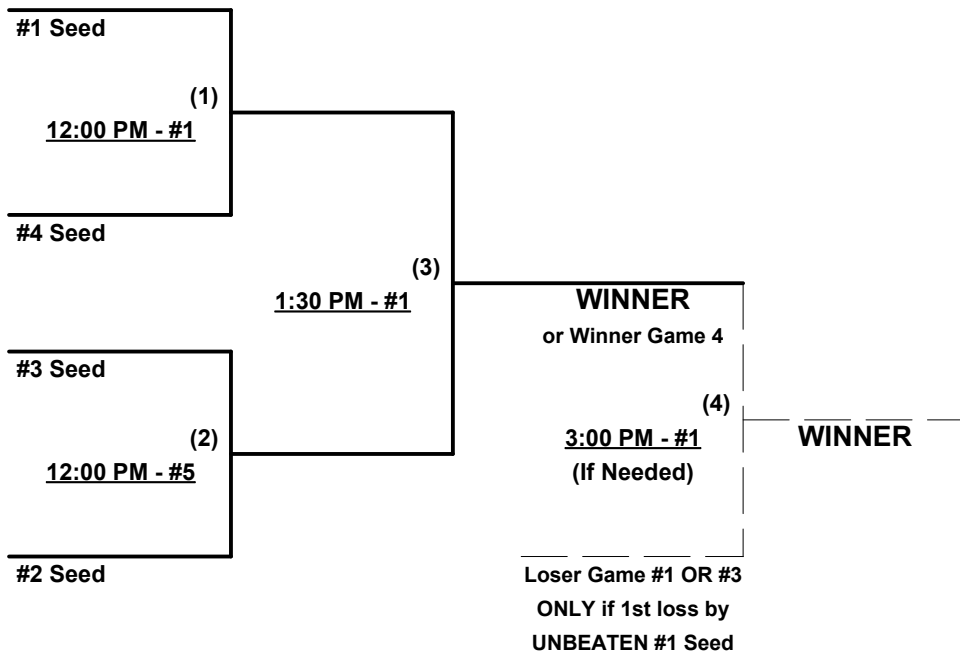 #1 Seed
(1)
12:00 PM - #1
#4 Seed
(3)
1:30 PM - #1
WINNER
or Winner Game 4
#3 Seed
(2)
12:00 PM - #5
#2 Seed
(4)
3:00 PM - #1
(If Needed)
WINNER
Loser Game #1 OR #3
ONLY if 1st loss by
UNBEATEN #1 Seed